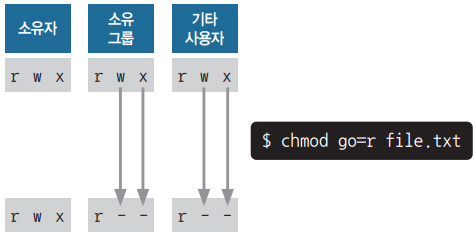 소유자
소유
그룹
기타
사용자
r w x
r w x
r w x
$ chmod go=r file.txt
r w x
r - -
r - -